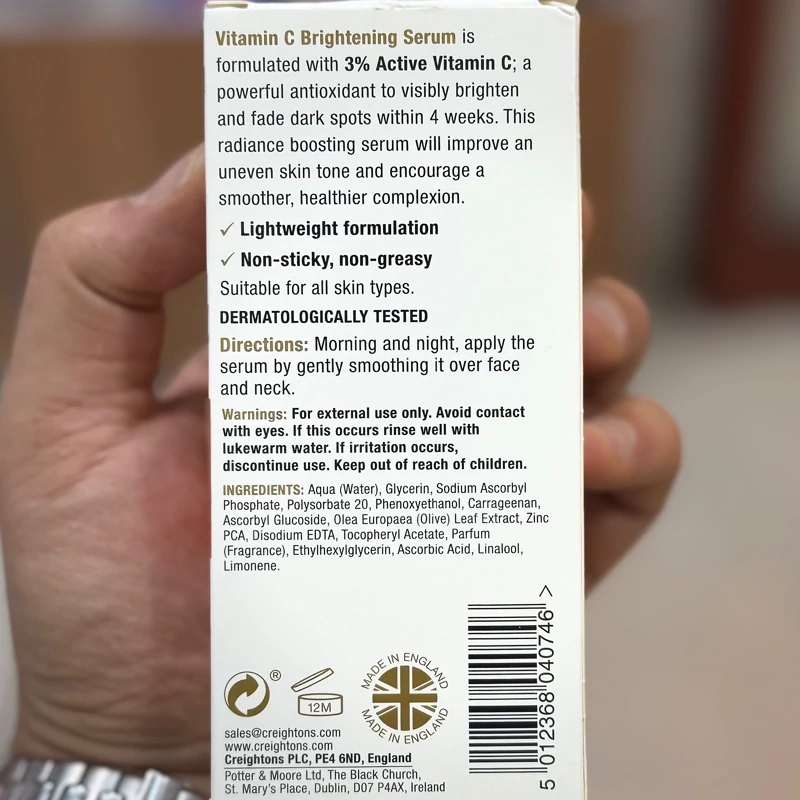 Vitamin C Brightening Serum is
formulated with 3% Active Vitamin C; a
powerful antioxidant to visibly brighten
and fade dark spots within 4 weeks. This
radiance boosting serum will improve an
uneven skin tone and encourage a
smoother, healthier complexion.
✓ Lightweight formulation
✓ Non-sticky, non-greasy
Suitable for all skin types.
DERMATOLOGICALLY TESTED
Directions: Morning and night, apply the
serum by gently smoothing it over face
and neck.
Warnings: For external use only. Avoid contact
with eyes. If this occurs rinse well with
lukewarm water. If irritation occurs,
discontinue use. Keep out of reach of children.
INGREDIENTS: Aqua (Water), Glycerin, Sodium Ascorbyl
Phosphate, Polysorbate 20, Phenoxyethanol, Carrageenan,
Ascorbyl Glucoside, Olea Europaea (Olive) Leaf Extract, Zinc
PCA, Disodium EDTA, Tocopheryl Acetate, Parfum
(Fragrance), Ethylhexylglycerin, Ascorbic Acid, Linalool,
Limonene.
®
12M
MADE IN ENGLAND
MADE IN ENGLAND
sales@creightons.com
www.creightons.com
Creightons PLC, PE4 6ND, England
Potter & Moore Ltd, The Black Church,
St. Mary's Place, Dublin, D07 P4AX, Ireland
5 012368 040746 >